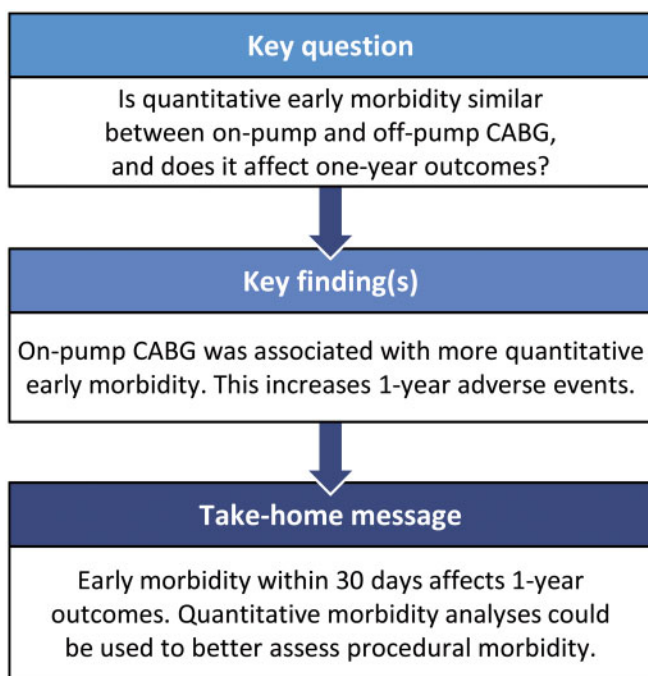 Key question
Is quantitative early morbidity similar
between on-pump and off-pump CABG,
and does it affect one-year outcomes?
Key finding(s)
On-pump CABG was associated with more quantitative
early morbidity. This increases 1-year adverse events.
Take-home message
Early morbidity within 30 days affects 1-year
outcomes. Quantitative morbidity analyses could
be used to better assess procedural morbidity.